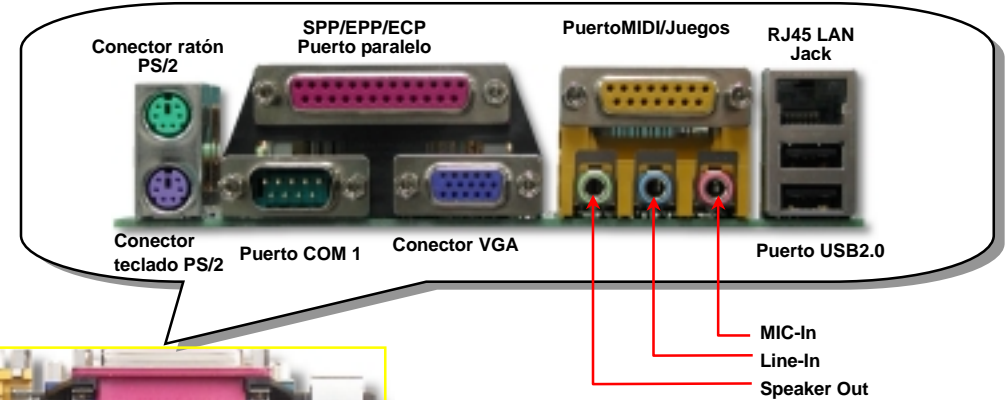 Conector ratón
PS/2
SPP/EPP/ECP
Puerto paralelo
PuertoMIDI/Juegos
RJ45 LAN
Jack
Conector
teclado PS/2
Puerto COM 1
Conector VGA
Puerto USB2.0
MIC-In
Line-In
Speaker Out